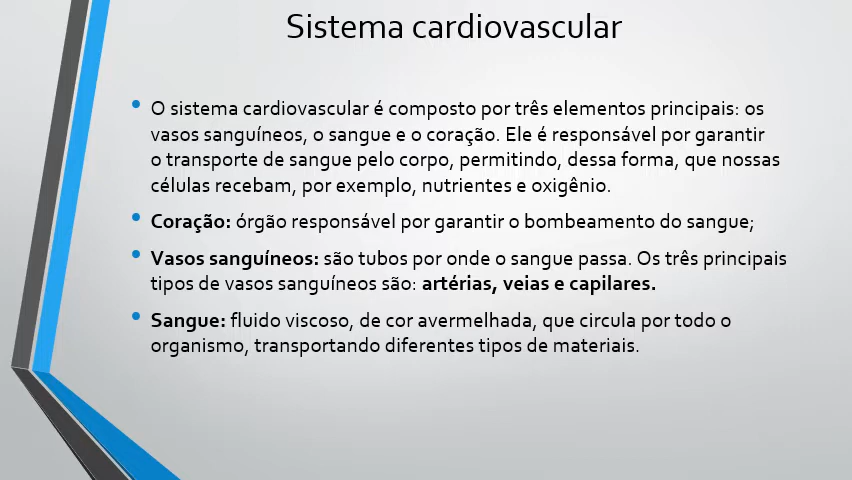 Sistema cardiovascular
• O sistema cardiovascular é composto por três elementos principais: os
vasos sanguíneos, o sangue e o coração. Ele é responsável por garantir
o transporte de sangue pelo corpo, permitindo, dessa forma, que nossas
células recebam, por exemplo, nutrientes e oxigênio.
• Coração: órgão responsável por garantir o bombeamento do sangue;
• Vasos sanguíneos: são tubos por onde o sangue passa. Os três principais
tipos de vasos sanguíneos são: artérias, veias e capilares.
• Sangue: fluido viscoso, de cor avermelhada, que circula por todo o
organismo, transportando diferentes tipos de materiais.